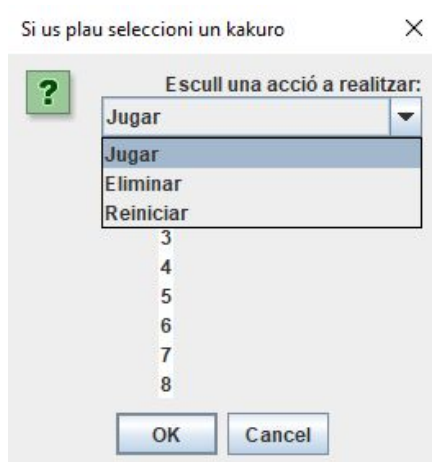 Si us plau seleccioni un kakuro
?
Escull una acció a realitzar:
Jugar
Jugar
Eliminar
Reiniciar
3
4
5
6
7
8
OK Cancel